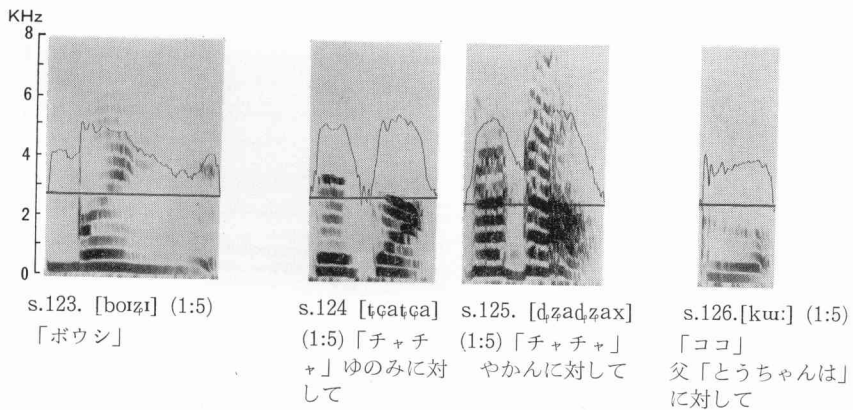 KHz
8
6
4
2
0
s.123. [boɪʑɪ] (1:5)
「ボウシ」
s.124 [ȶɕaȶɕa]
(1:5)「チャチ
ャ」ゆのみに対
して
s.125. [ȡʑaȡʑax]
(1:5)「チャチャ」
やかんに対して
s.126.[kɯː] (1:5)
「ココ」
父「とうちゃんは」
に対して